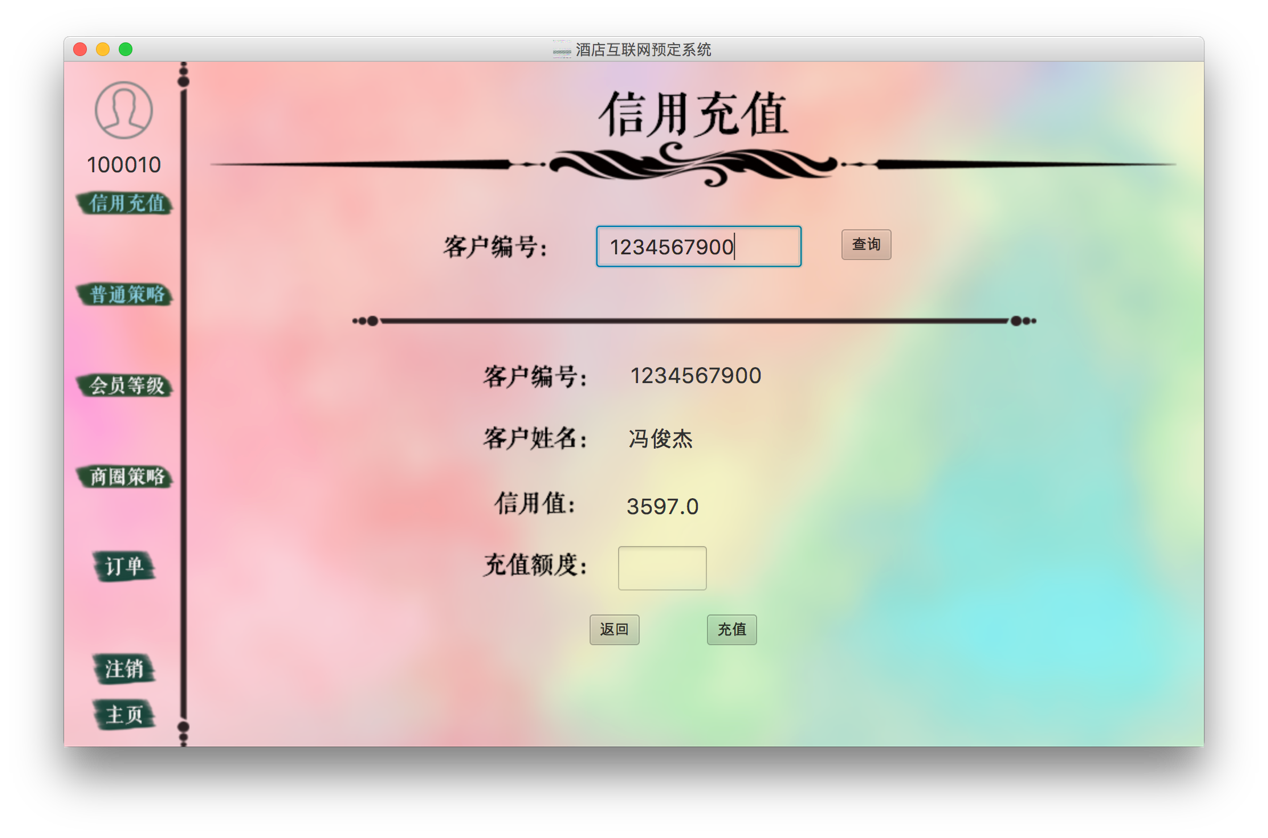 酒店互联网预定系统
100010
信用充值
普通策略
会员等级
商圈策略
订单
注销
主页
信用充值
客户编号: 1234567900 查询
客户编号: 1234567900
客户姓名: 冯俊杰
信用值: 3597.0
充值额度:
返回 充值